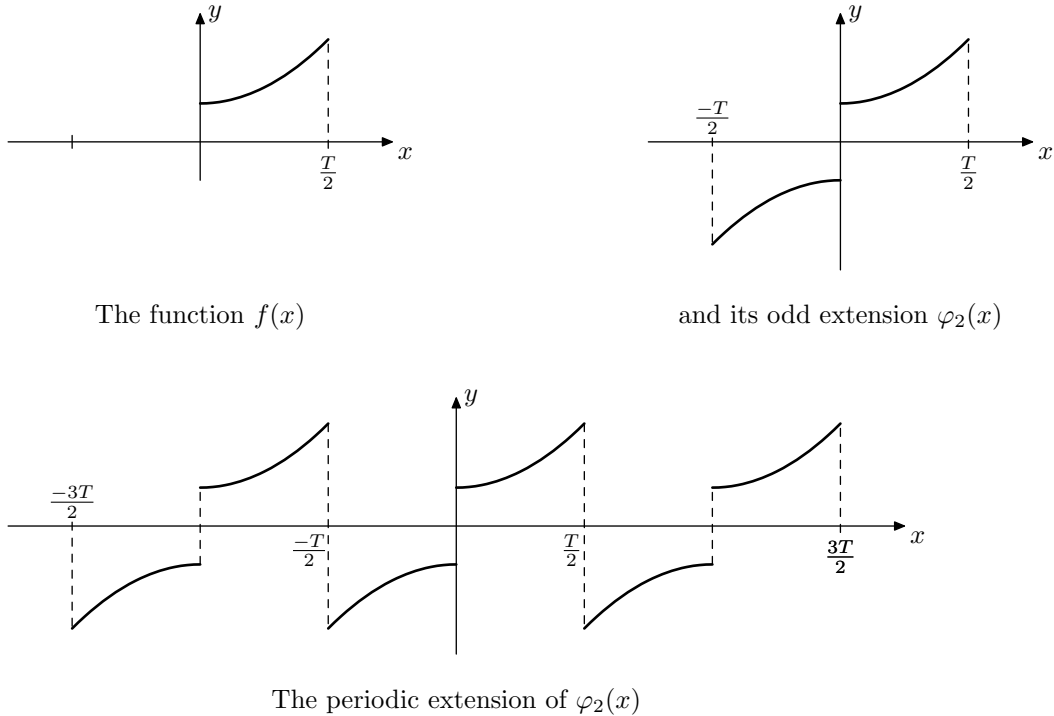 y
x
T/2
The function f(x)
y
-T/2
x
T/2
and its odd extension φ₂(x)
y
-3T/2
-T/2
T/2
3T/2
x
The periodic extension of φ₂(x)